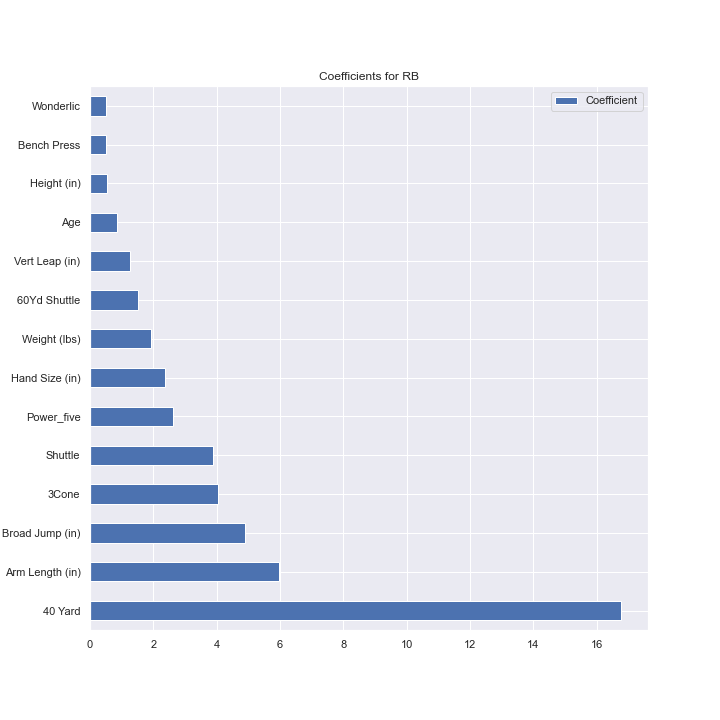 Coefficients for RB
Coefficient
Wonderlic
Bench Press
Height (in)
Age
Vert Leap (in)
60Yd Shuttle
Weight (lbs)
Hand Size (in)
Power_five
Shuttle
3Cone
Broad Jump (in)
Arm Length (in)
40 Yard
0 2 4 6 8 10 12 14 16